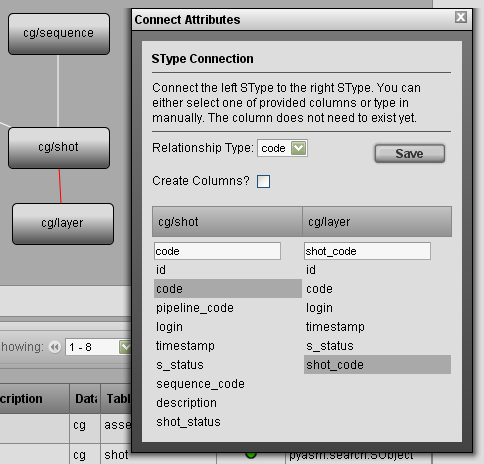 cg/sequence
cg/shot
cg/layer
Connect Attributes
SType Connection
Connect the left SType to the right SType. You can
either select one of provided columns or type in
manually. The column does not need to exist yet.
Relationship Type: code
Save
Create Columns?
cg/shot cg/layer
code shot_code
id id
code code
pipeline_code login
login timestamp
timestamp s_status
s_status shot_code
sequence_code
description
shot_status
howing: 1 - 8
cription Data Tabl
cg asse
cg shot pyasm.search.SObject